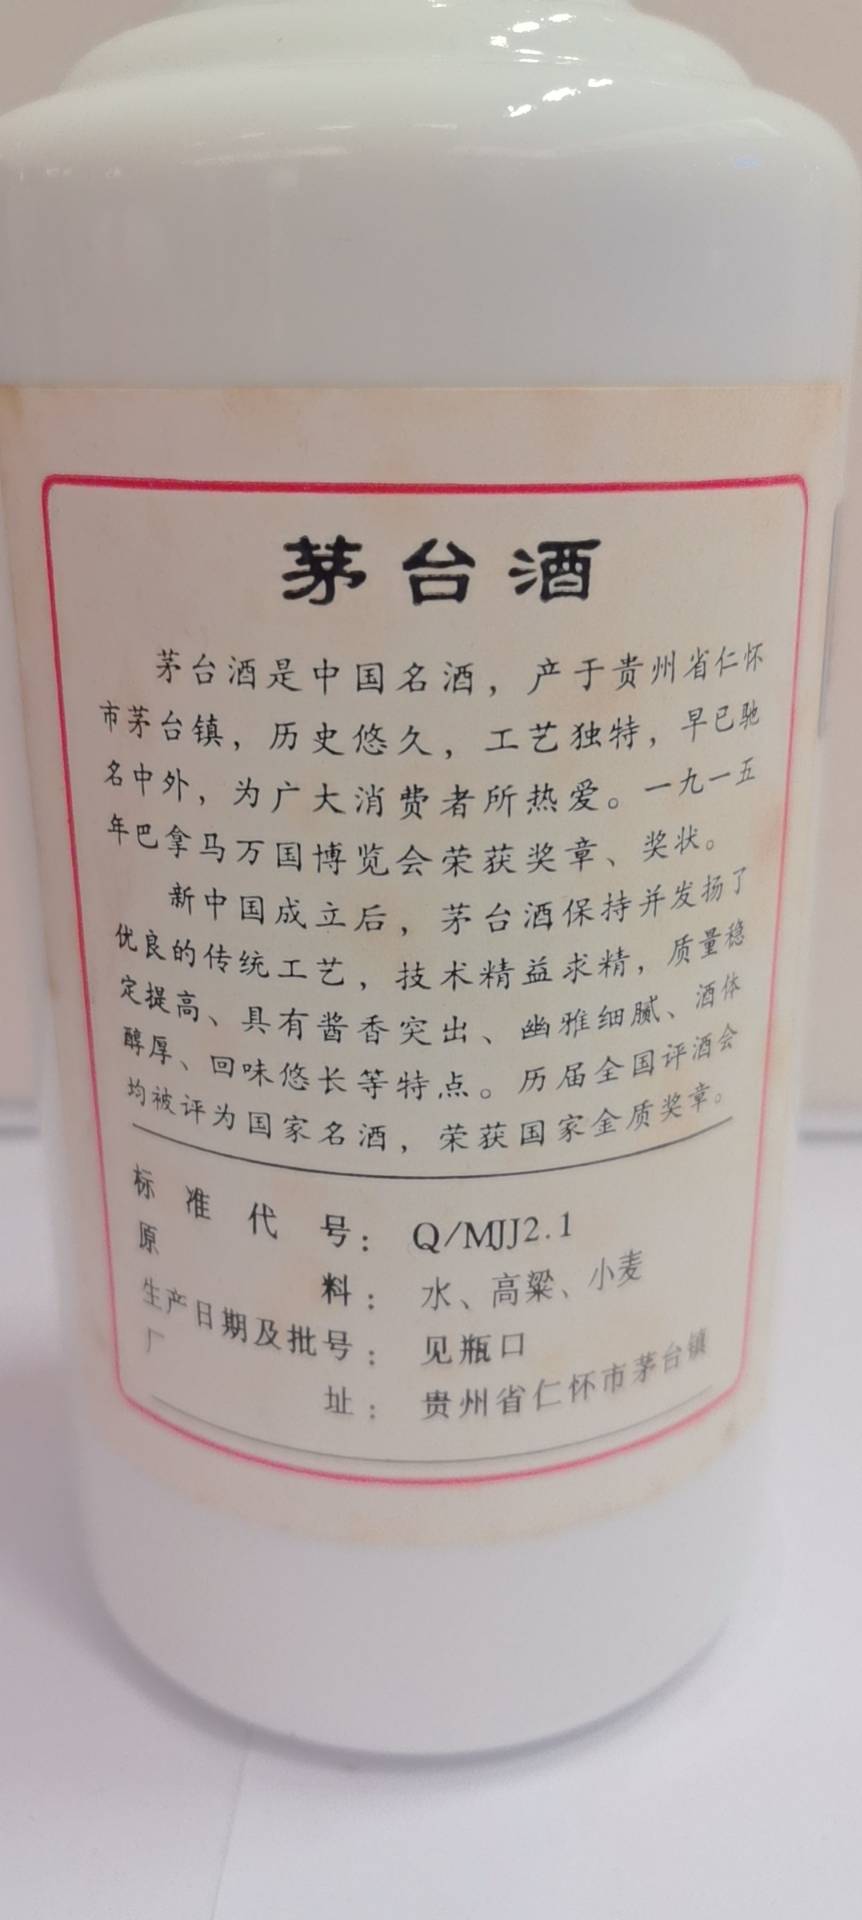 茅台酒
茅台酒是中国名酒，产于贵州省仁怀
市茅台镇，历史悠久，工艺独特，早已驰
名中外，为广大消费者所热爱。一九一五
年巴拿马万国博览会荣获奖章、奖状。
新中国成立后，茅台酒保持并发扬了
优良的传统工艺，技术精益求精，质量稳
定提高、具有酱香突出、幽雅细腻、酒体
醇厚、回味悠长等特点。历届全国评酒会
均被评为国家名酒，荣获国家金质奖章。
标准代号：Q/MJJ2.1
原料：水、高粱、小麦
生产日期及批号：见瓶口
厂址：贵州省仁怀市茅台镇